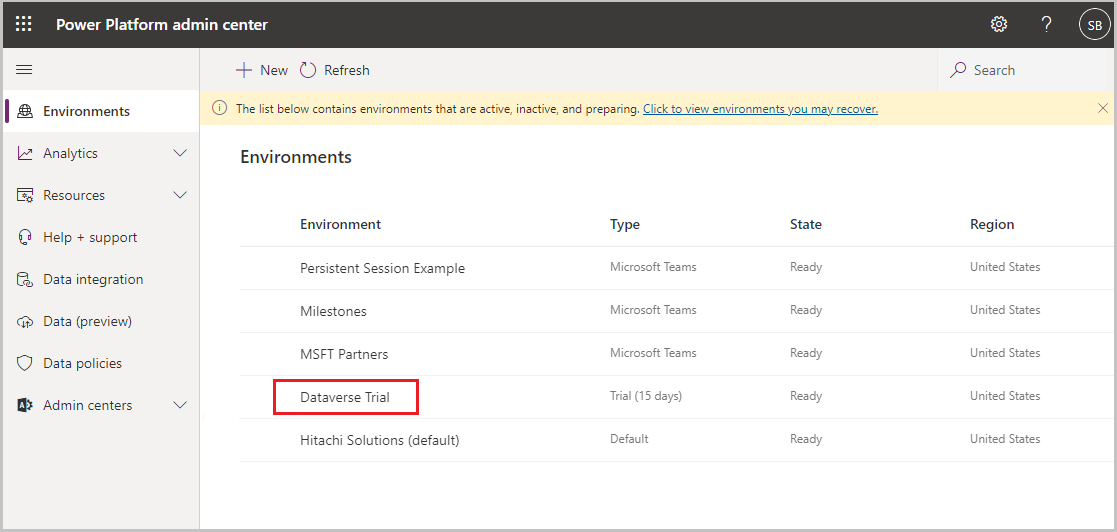 Power Platform admin center
?
SB
New
Refresh
Search
Environments
Analytics
Resources
Help + support
Data integration
Data (preview)
Data policies
Admin centers
The list below contains environments that are active, inactive, and preparing. Click to view environments you may recover.
Environments
Environment Type State Region
Persistent Session Example Microsoft Teams Ready United States
Milestones Microsoft Teams Ready United States
MSFT Partners Microsoft Teams Ready United States
Dataverse Trial Trial (15 days) Ready United States
Hitachi Solutions (default) Default Ready United States